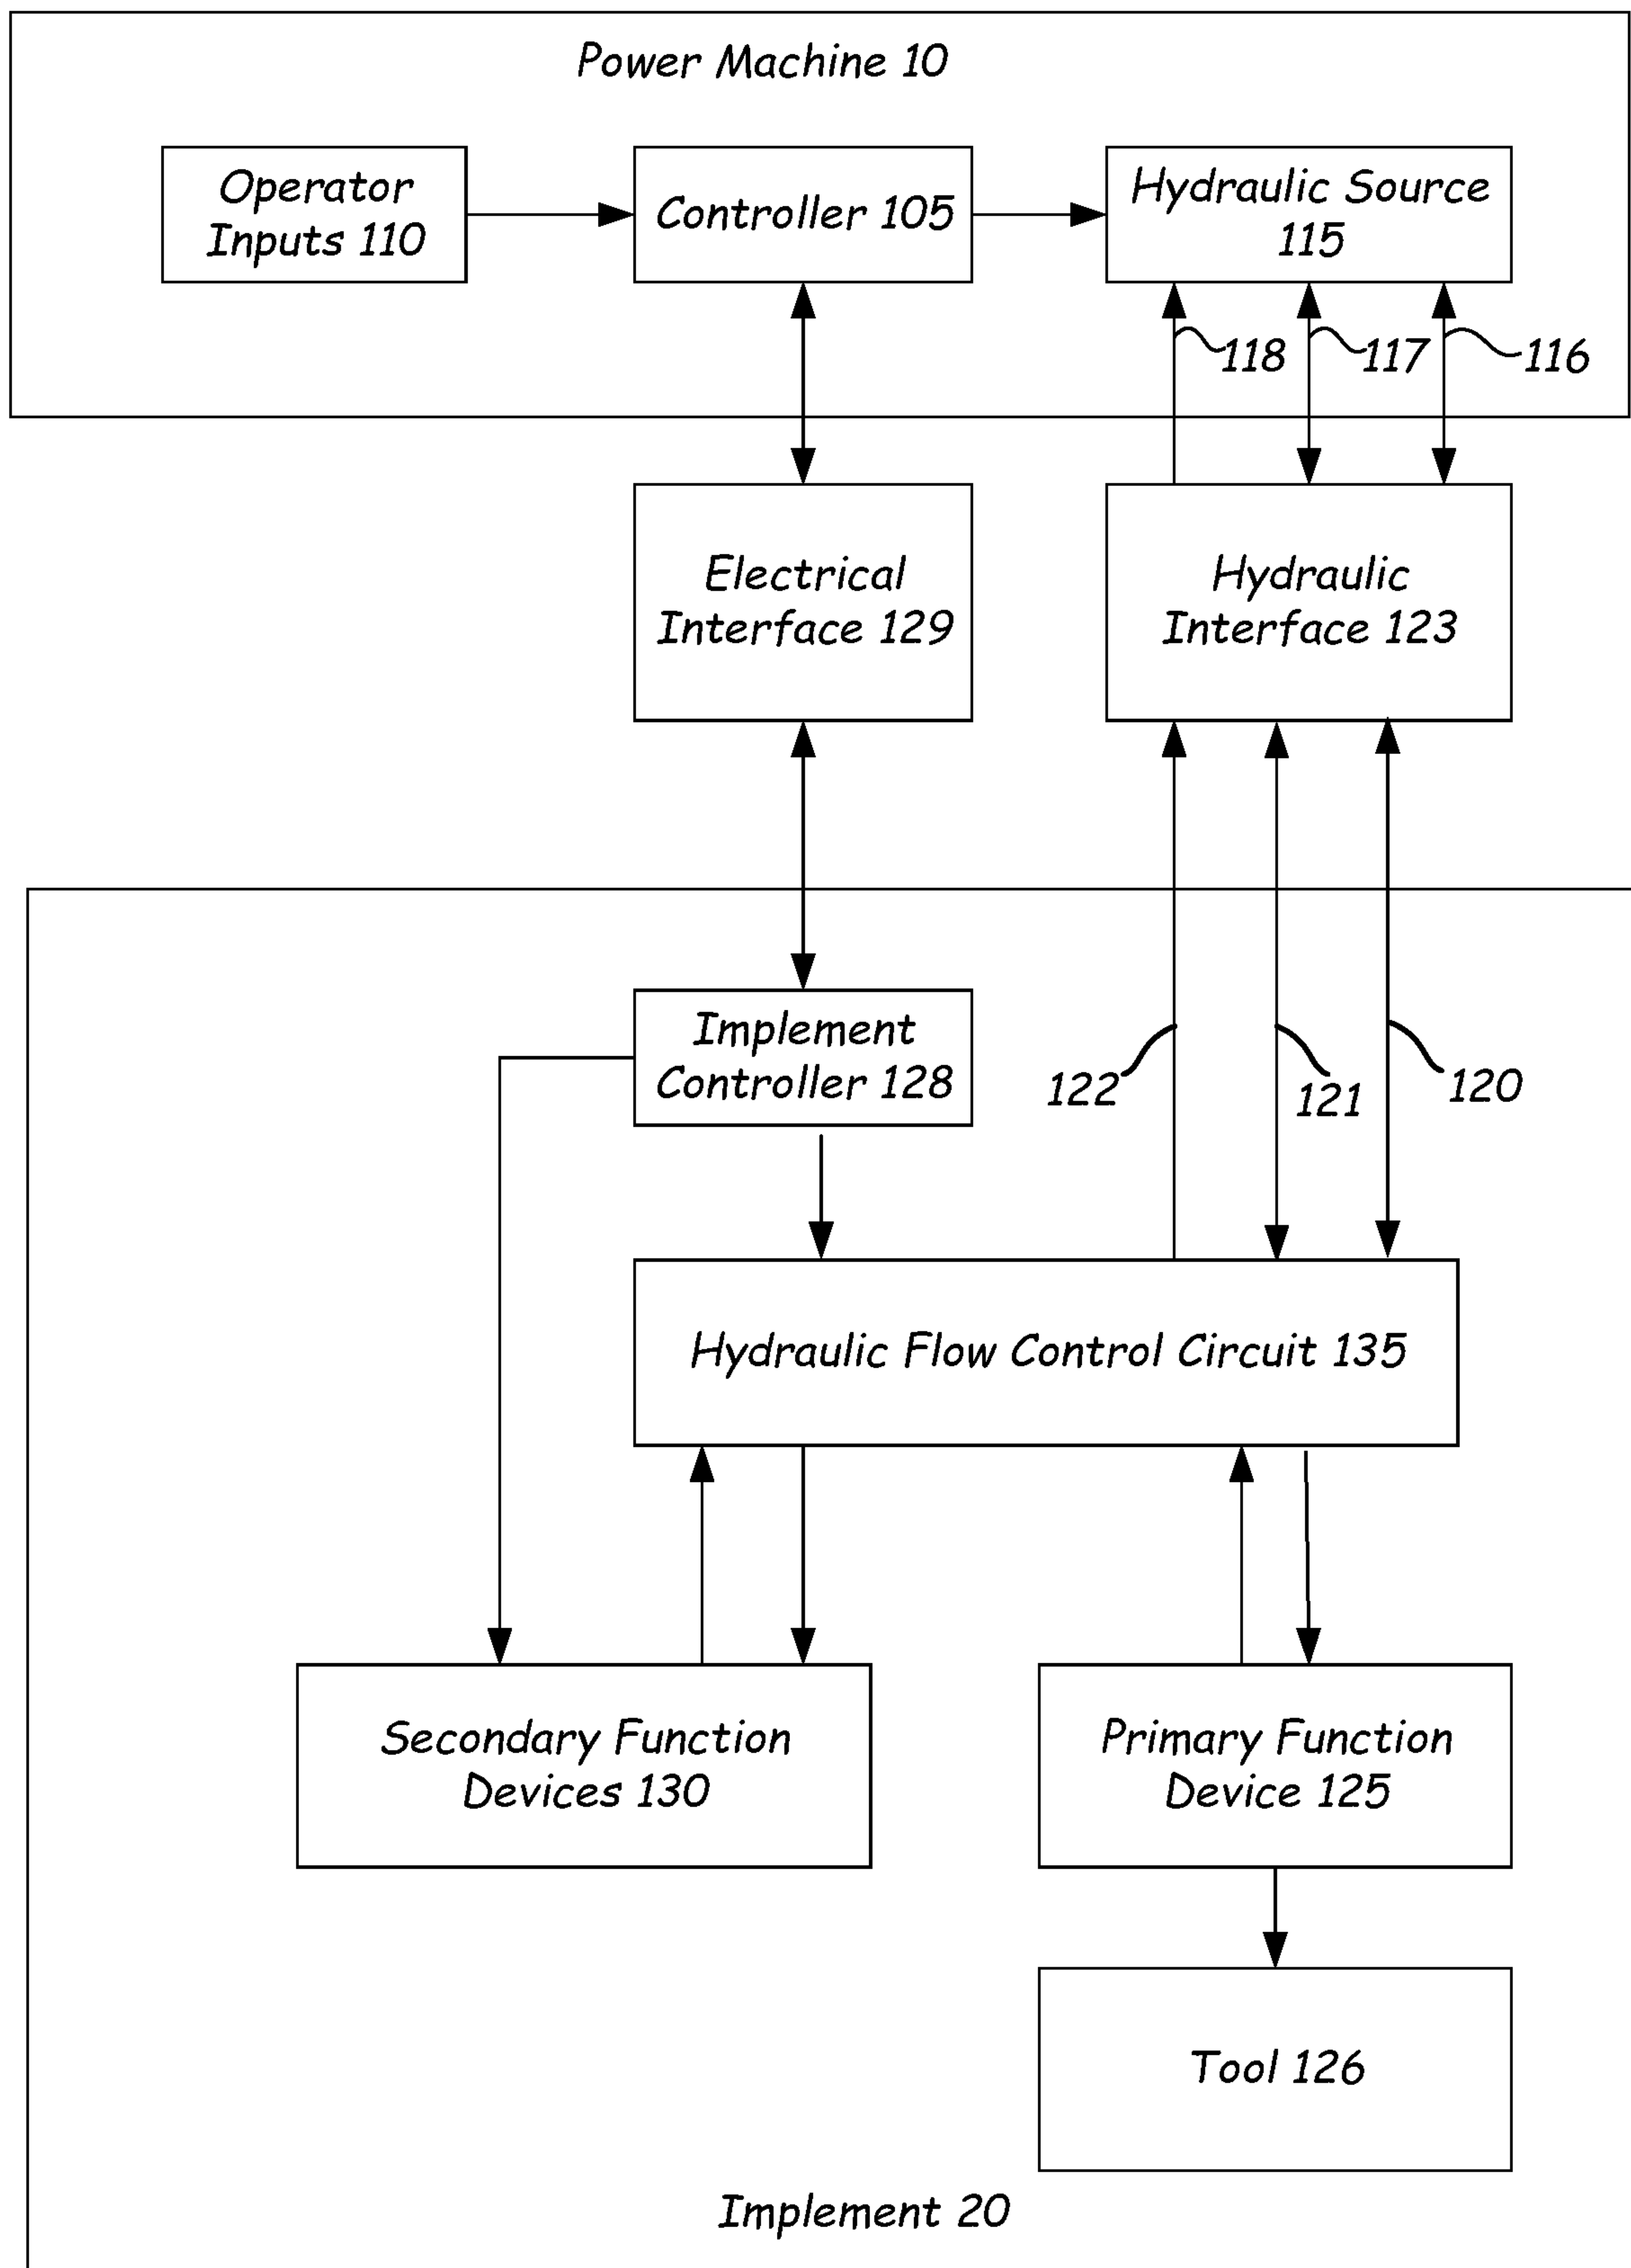 Power Machine 10
Operator
Inputs 110
Controller 105
Hydraulic Source
115
118
117
116
Electrical
Interface 129
Hydraulic
Interface 123
Implement
Controller 128
122
121
120
Hydraulic Flow Control Circuit 135
Secondary Function
Devices 130
Primary Function
Device 125
Tool 126
Implement 20